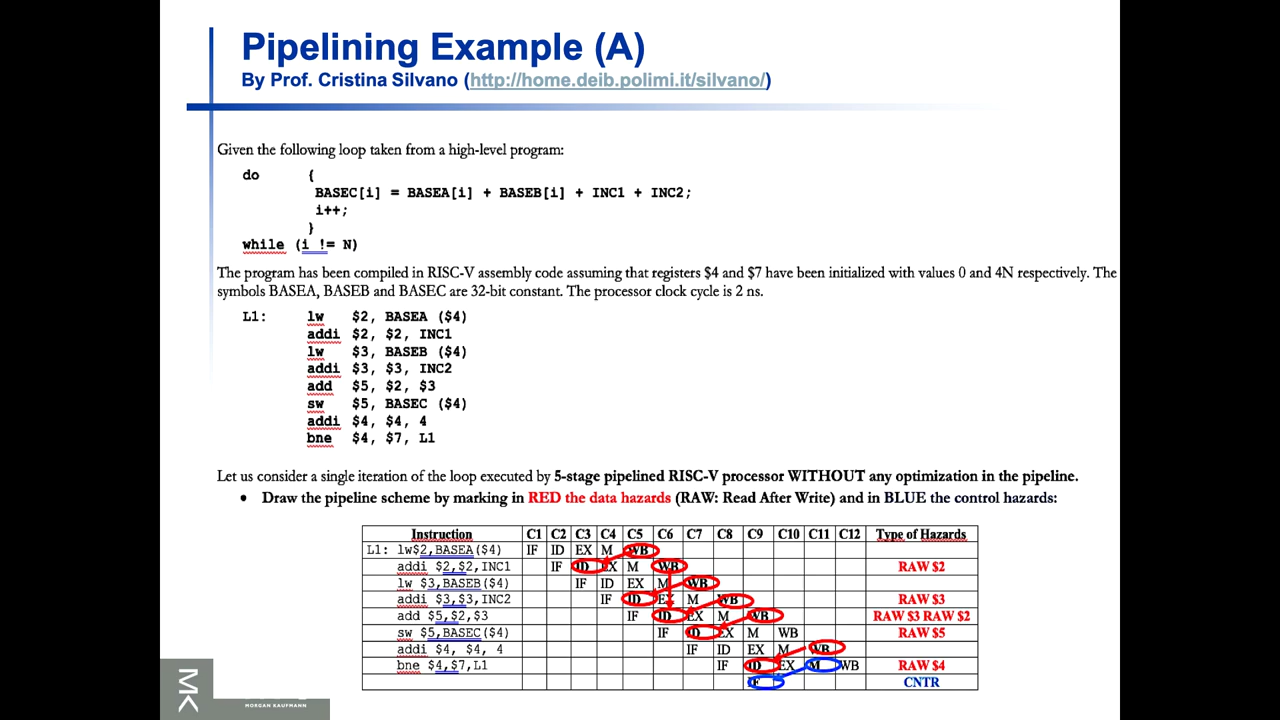 Pipelining Example (A)
By Prof. Cristina Silvano (http://home.deib.polimi.it/silvano/)
Given the following loop taken from a high-level program:
do {
BASEC[i] = BASEA[i] + BASEB[i] + INC1 + INC2;
i++;
}
while (i != N)
The program has been compiled in RISC-V assembly code assuming that registers $4 and $7 have been initialized with values 0 and 4N respectively. The
symbols BASEA, BASEB and BASEC are 32-bit constant. The processor clock cycle is 2 ns.
L1: lw $2, BASEA ($4)
addi $2, $2, INC1
lw $3, BASEB ($4)
addi $3, $3, INC2
add $5, $2, $3
sw $5, BASEC ($4)
addi $4, $4, 4
bne $4, $7, L1
Let us consider a single iteration of the loop executed by 5-stage pipelined RISC-V processor WITHOUT any optimization in the pipeline.
• Draw the pipeline scheme by marking in RED the data hazards (RAW: Read After Write) and in BLUE the control hazards:
Instruction C1 C2 C3 C4 C5 C6 C7 C8 C9 C10 C11 C12 Type of Hazards
L1: lw$2,BASEA($4) IF ID EX M WB
addi $2,$2,INC1 IF ID EX M WB RAW $2
lw $3,BASEB($4) IF ID EX M WB
addi $3,$3,INC2 IF ID EX M WB RAW $3
add $5,$2,$3 IF ID EX M WB RAW $3 RAW $2
sw $5,BASEC($4) IF ID EX M WB RAW $5
addi $4, $4, 4 IF ID EX M WB
bne $4,$7,L1 IF ID EX M WB RAW $4
IF CNTR
MK
MORGAN KAUFMANN